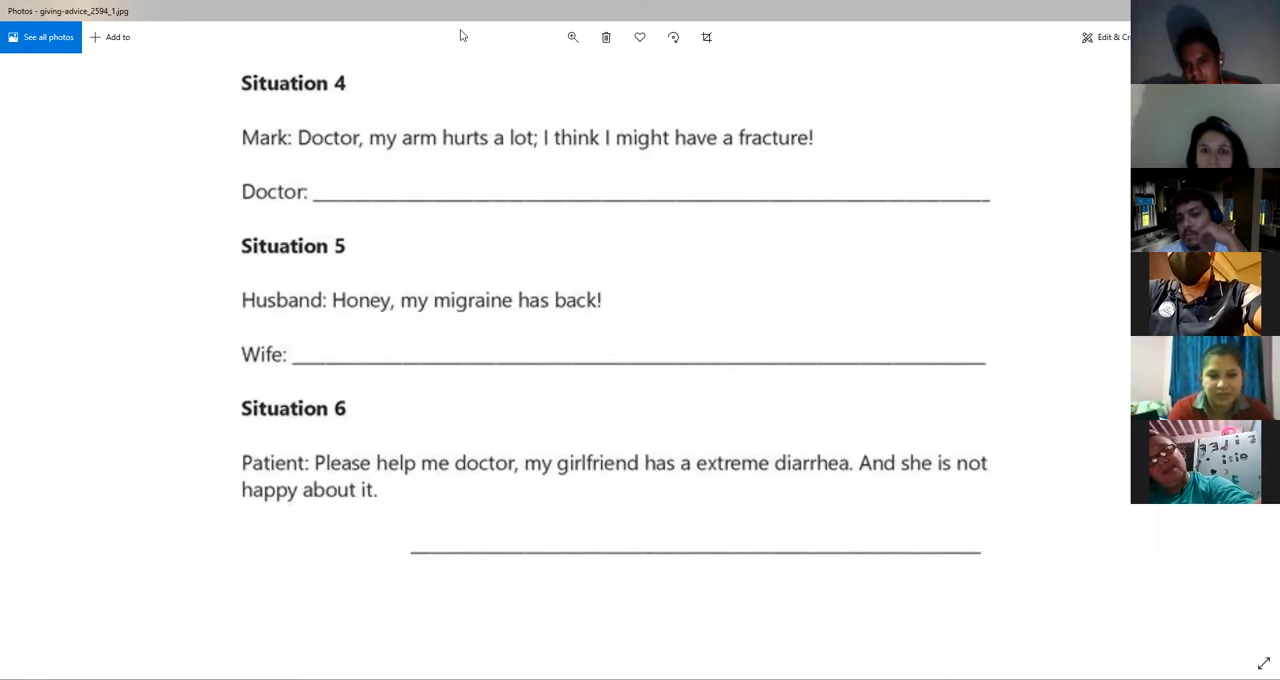 Photos - giving-advice_2594_1.jpg
See all photos
Add to
Edit & Cr
Situation 4
Mark: Doctor, my arm hurts a lot; I think I might have a fracture!
Doctor:
Situation 5
Husband: Honey, my migraine has back!
Wife:
Situation 6
Patient: Please help me doctor, my girlfriend has a extreme diarrhea. And she is not
happy about it.